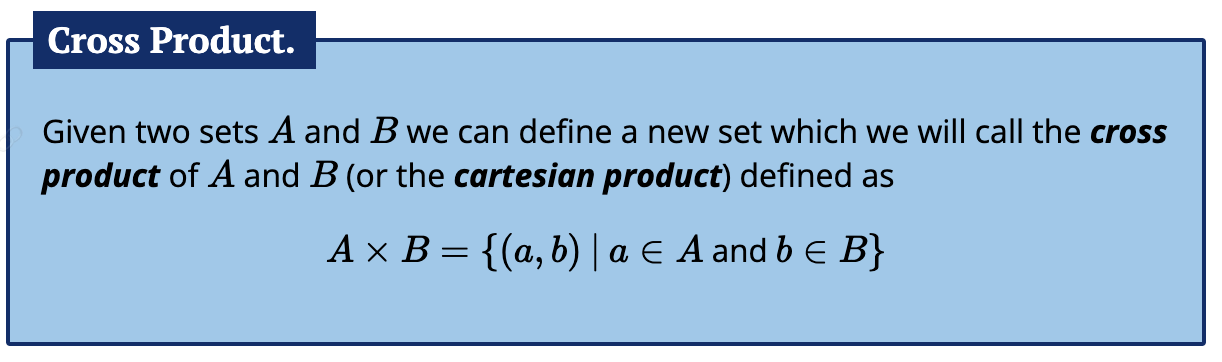 Cross Product.
Given two sets A and B we can define a new set which we will call the cross
product of A and B (or the cartesian product) defined as
A × B = {(a, b) | a ∈ A and b ∈ B}